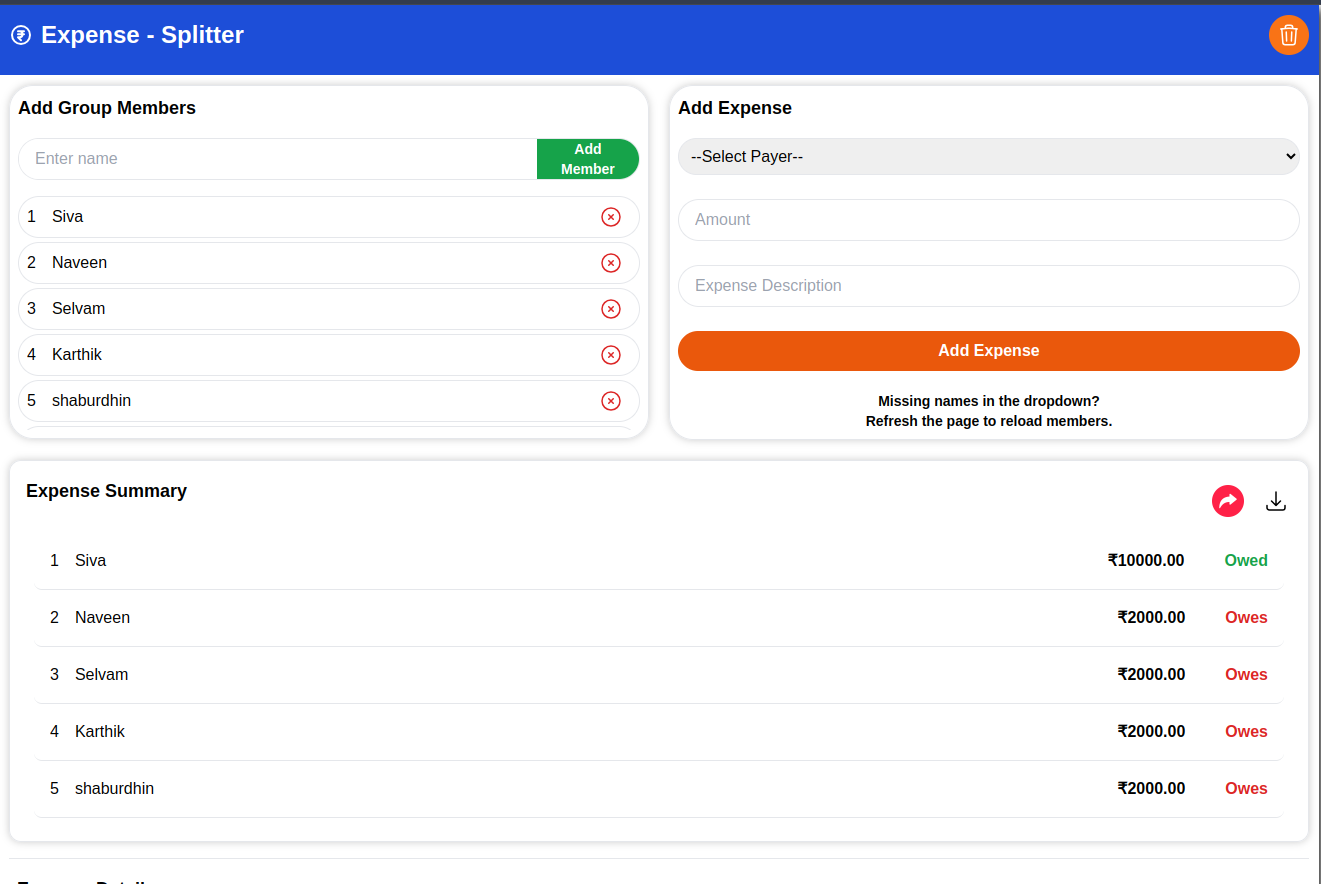 Expense - Splitter
Add Group Members
Enter name
Add
Member
1 Siva
2 Naveen
3 Selvam
4 Karthik
5 shaburdhin
Add Expense
--Select Payer--
Amount
Expense Description
Add Expense
Missing names in the dropdown?
Refresh the page to reload members.
Expense Summary
1 Siva ₹10000.00 Owed
2 Naveen ₹2000.00 Owes
3 Selvam ₹2000.00 Owes
4 Karthik ₹2000.00 Owes
5 shaburdhin ₹2000.00 Owes